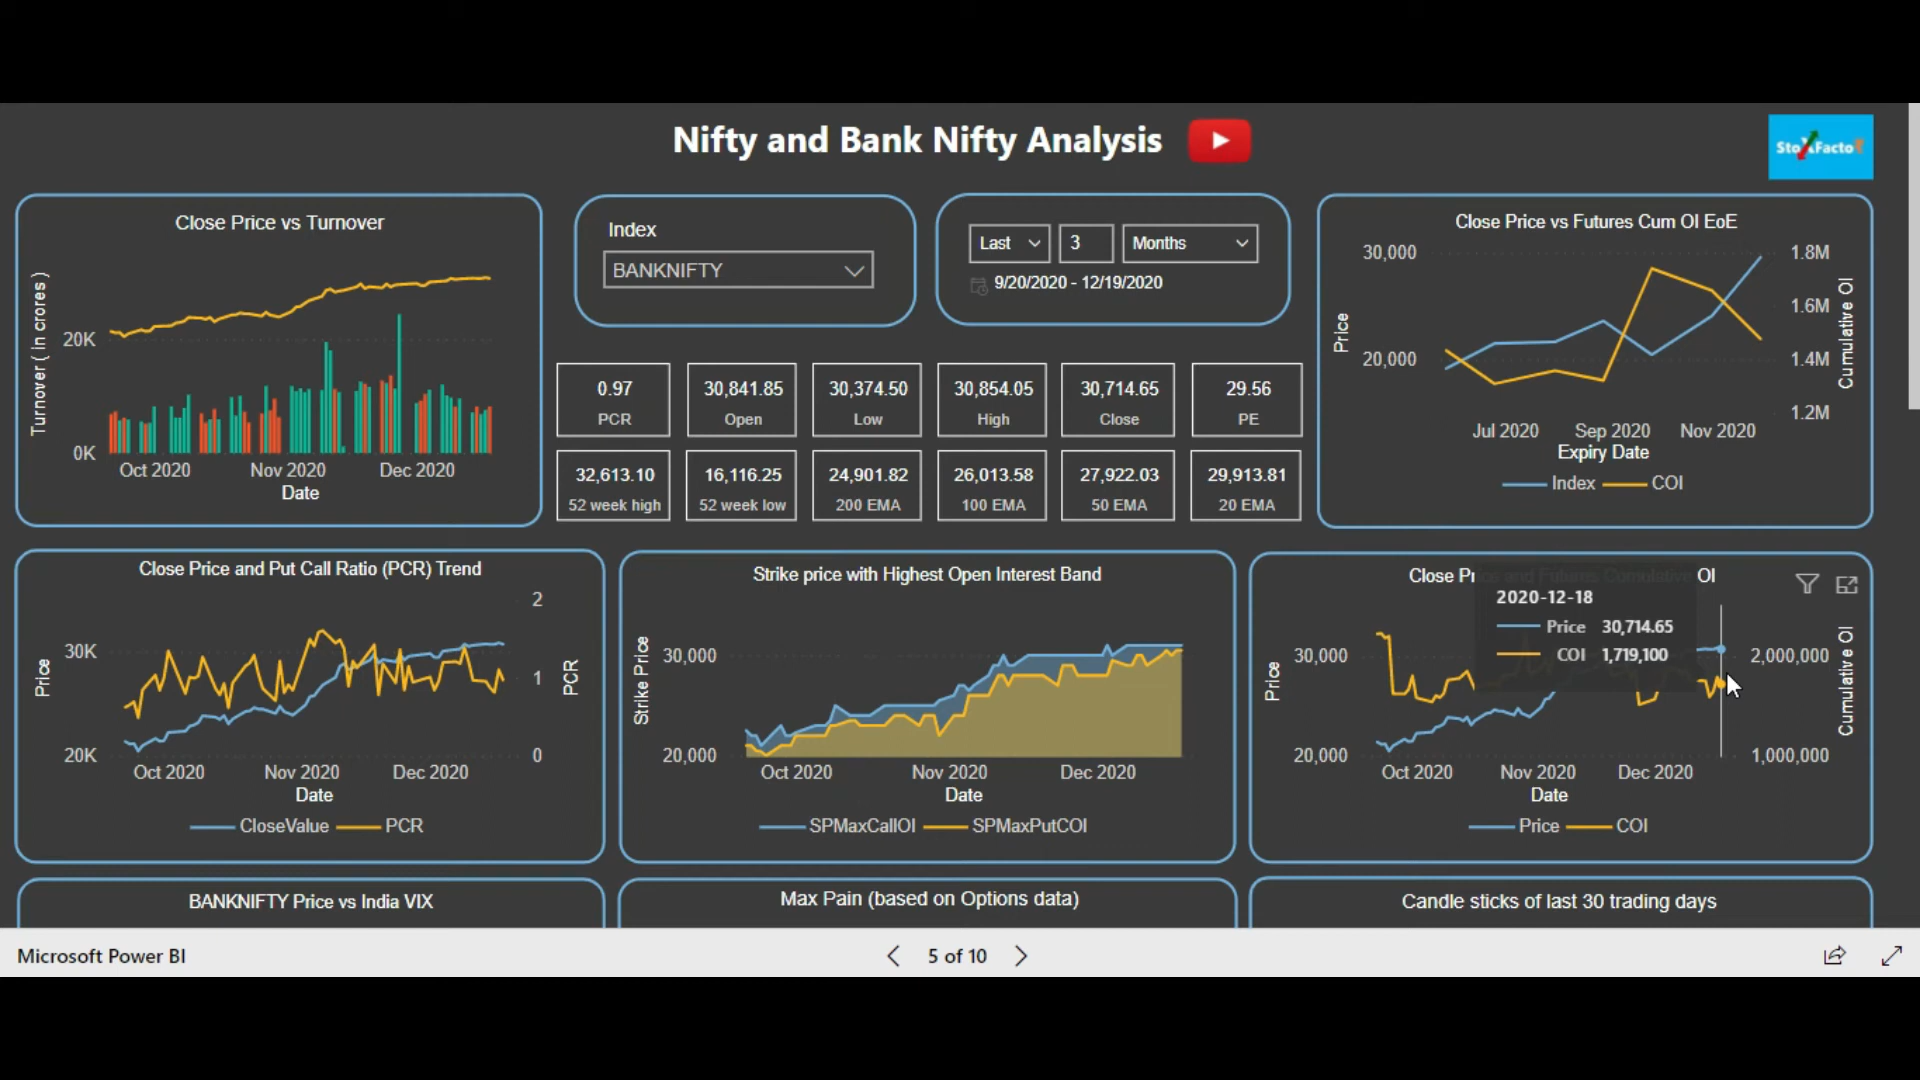 Nifty and Bank Nifty Analysis
Close Price vs Turnover
Turnover ( in crores )
20K
0K
Oct 2020 Nov 2020 Dec 2020
Date
Index
BANKNIFTY
Last 3 Months
9/20/2020 - 12/19/2020
0.97
PCR
30,841.85
Open
30,374.50
Low
30,854.05
High
30,714.65
Close
29.56
PE
32,613.10
52 week high
16,116.25
52 week low
24,901.82
200 EMA
26,013.58
100 EMA
27,922.03
50 EMA
29,913.81
20 EMA
Close Price vs Futures Cum OI EoE
Price
30,000
20,000
1.8M
1.6M
1.4M
1.2M
Cumulative OI
Jul 2020 Sep 2020 Nov 2020
Expiry Date
Index COI
Close Price and Put Call Ratio (PCR) Trend
Price
30K
20K
2
1
0
PCR
Oct 2020 Nov 2020 Dec 2020
Date
CloseValue PCR
Strike price with Highest Open Interest Band
Strike Price
30,000
20,000
Oct 2020 Nov 2020 Dec 2020
Date
SPMaxCallOI SPMaxPutCOI
Close Price and Futures Cumulative OI
2020-12-18
Price 30,714.65
COI 1,719,100
Price
30,000
20,000
2,000,000
1,000,000
Cumulative OI
Oct 2020 Nov 2020 Dec 2020
Date
Price COI
BANKNIFTY Price vs India VIX
Max Pain (based on Options data)
Candle sticks of last 30 trading days
Microsoft Power BI
5 of 10